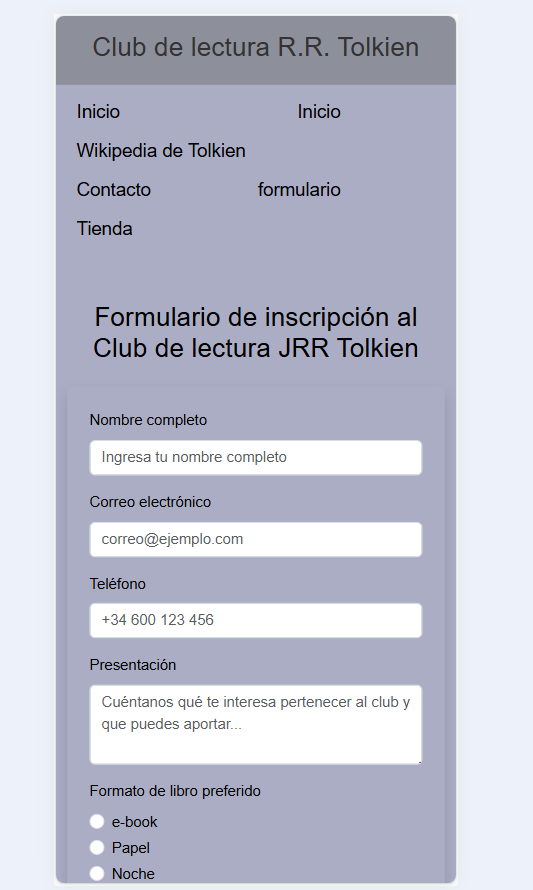 Club de lectura R.R. Tolkien
Inicio Inicio
Wikipedia de Tolkien
Contacto formulario
Tienda
Formulario de inscripción al
Club de lectura JRR Tolkien
Nombre completo
Ingresa tu nombre completo
Correo electrónico
correo@ejemplo.com
Teléfono
+34 600 123 456
Presentación
Cuéntanos qué te interesa pertenecer al club y
que puedes aportar...
Formato de libro preferido
e-book
Papel
Noche